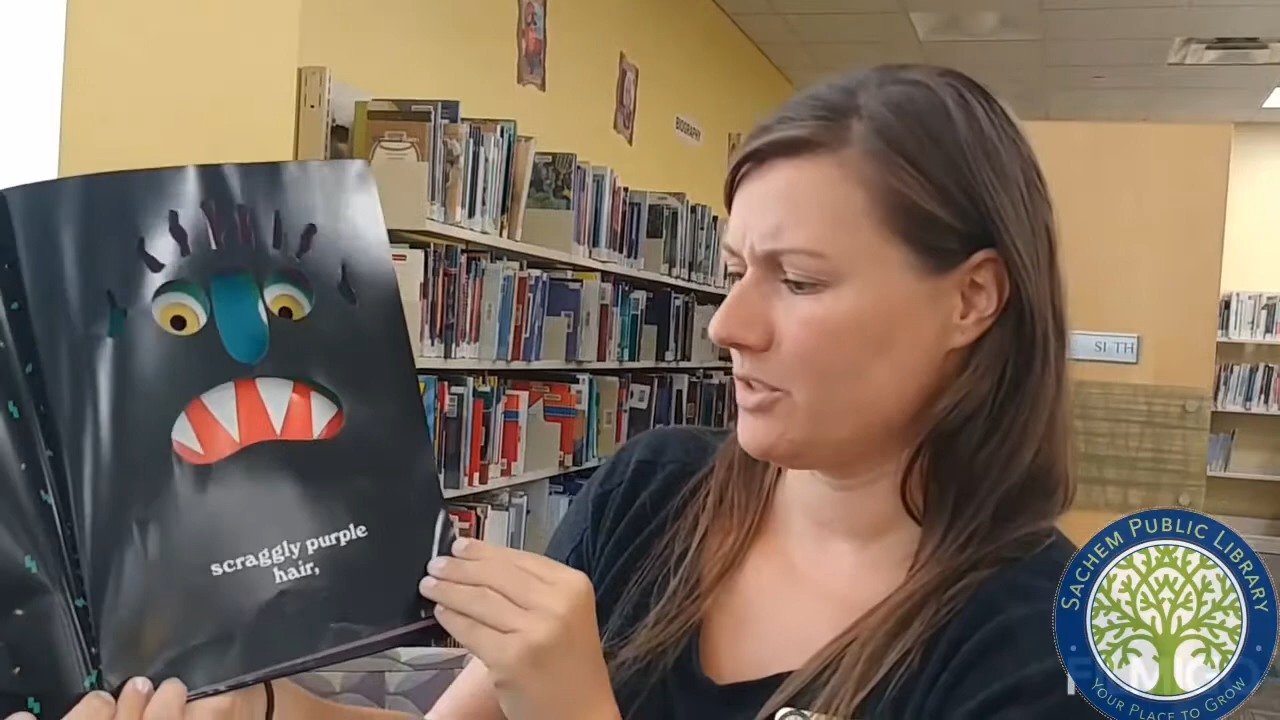 BIOGRAPHY
scraggly purple
hair,
SACHEM PUBLIC LIBRARY
YOUR PLACE TO GROW